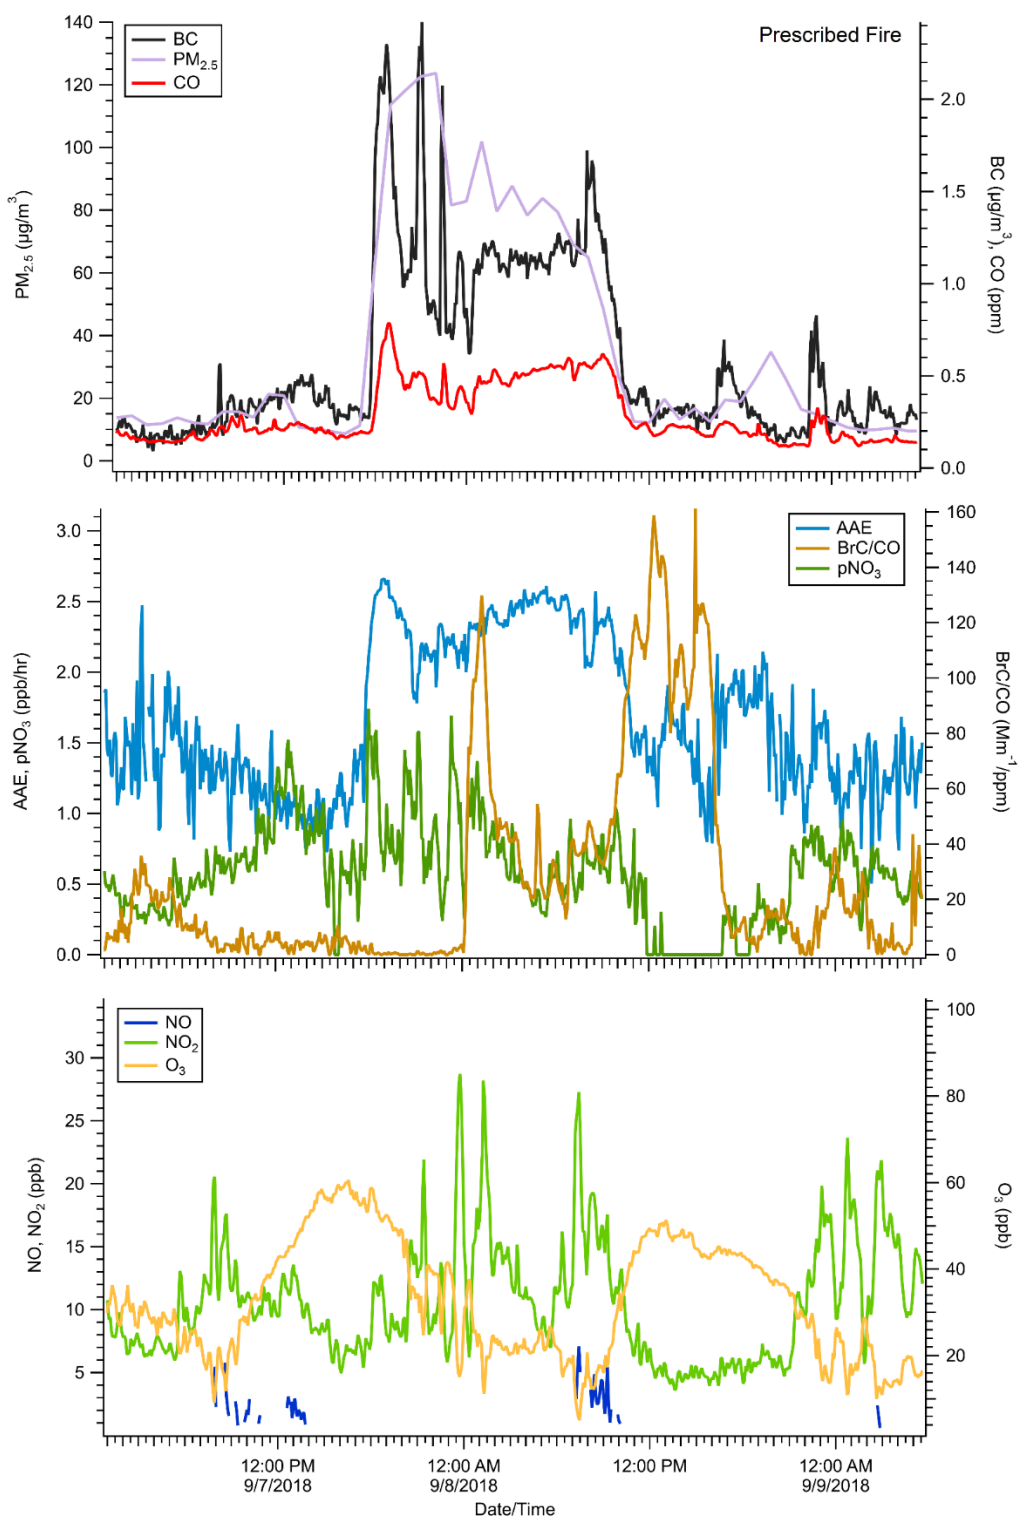 Prescribed Fire
BC
PM2.5
CO
140
120
100
80
60
40
20
0
PM2.5 (µg/m³)
2.0
1.5
1.0
0.5
0.0
BC (µg/m³), CO (ppm)
AAE
BrC/CO
pNO3
3.0
2.5
2.0
1.5
1.0
0.5
0.0
AAE, pNO3 (ppb/hr)
160
140
120
100
80
60
40
20
0
BrC/CO (Mm⁻¹/ppm)
NO
NO2
O3
30
25
20
15
10
5
NO, NO2 (ppb)
100
80
60
40
20
O3 (ppb)
12:00 PM
9/7/2018
12:00 AM
9/8/2018
12:00 PM
12:00 AM
9/9/2018
Date/Time